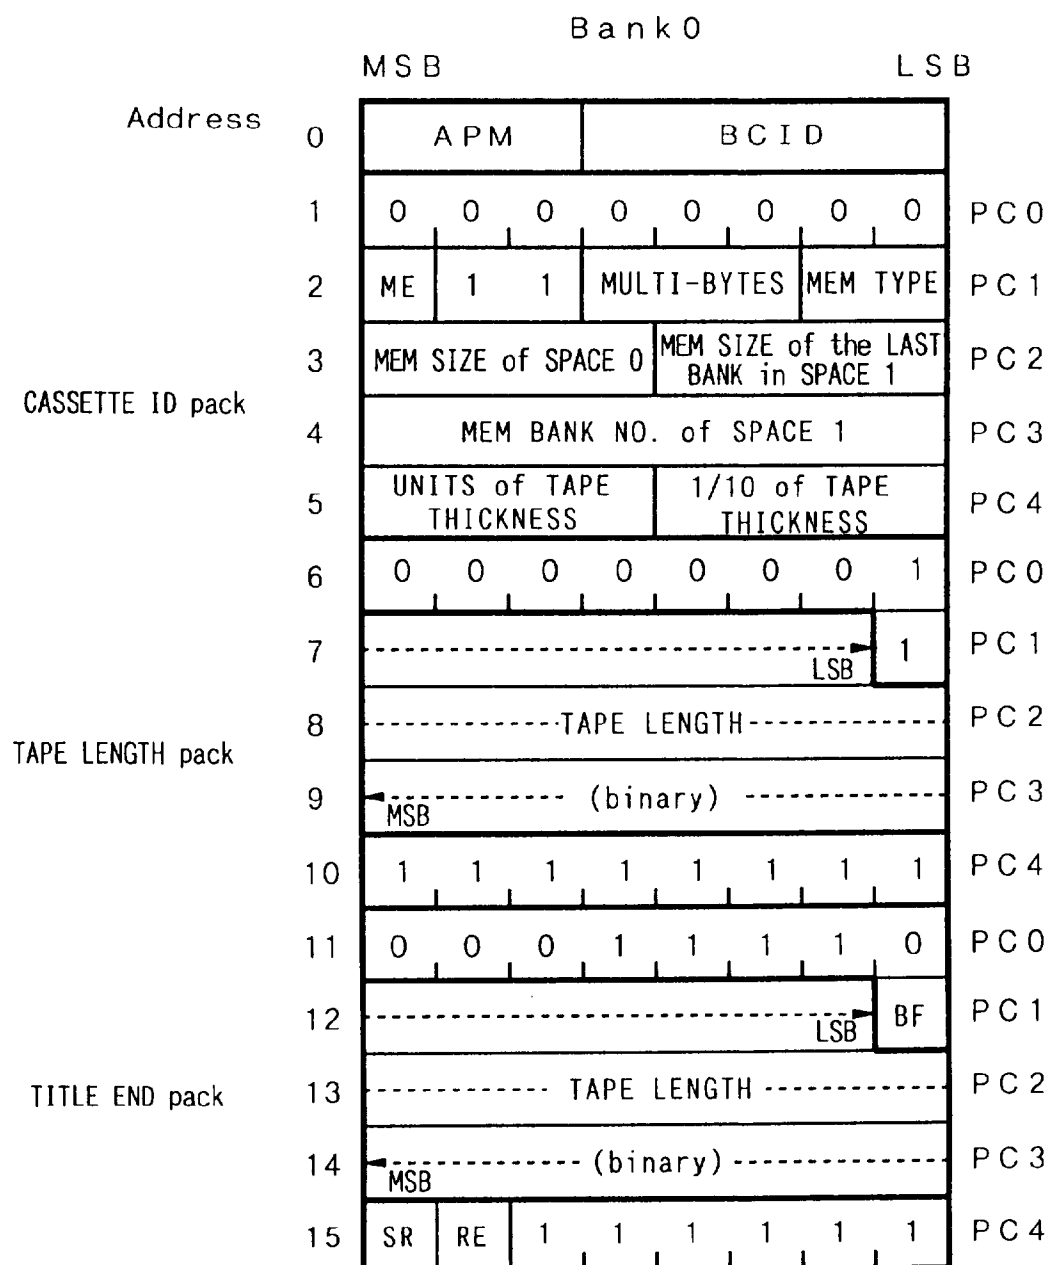 Bank0
MSB LSB
Address 0 APM BCID
1 0 0 0 0 0 0 0 0 PC0
2 ME 1 1 MULTI-BYTES MEM TYPE PC1
3 MEM SIZE of SPACE 0 MEM SIZE of the LAST PC2
BANK in SPACE 1
CASSETTE ID pack
4 MEM BANK NO. of SPACE 1 PC3
5 UNITS of TAPE 1/10 of TAPE PC4
THICKNESS THICKNESS
6 0 0 0 0 0 0 0 1 PC0
7 LSB 1 PC1
8 TAPE LENGTH PC2
TAPE LENGTH pack
9 MSB (binary) PC3
10 1 1 1 1 1 1 1 1 PC4
11 0 0 0 1 1 1 1 0 PC0
12 LSB BF PC1
TITLE END pack
13 TAPE LENGTH PC2
14 MSB (binary) PC3
15 SR RE 1 1 1 1 1 1 PC4